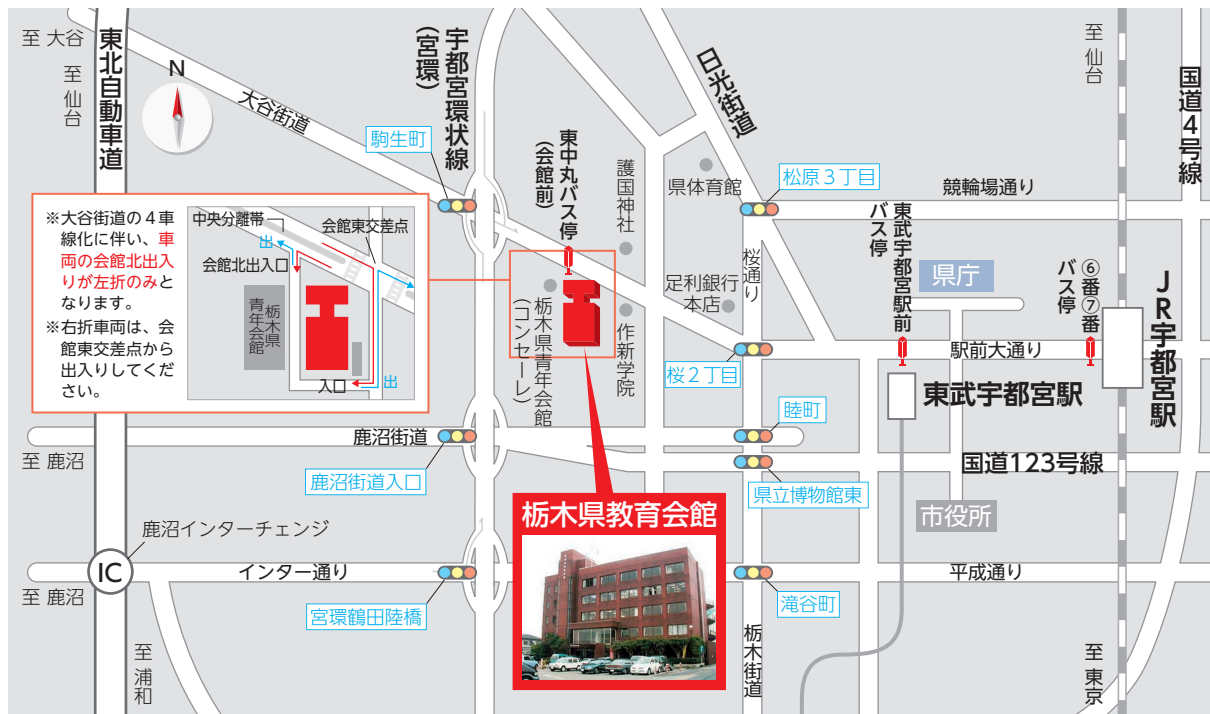 至 大谷
東北自動車道
至 仙台
N
大谷街道
宇都宮環状線
(宮環)
駒生町
東中丸バス停
(会館前)
護国神社
日光街道
県体育館
松原3丁目
競輪場通り
至 仙台
国道4号線
※大谷街道の4車
線化に伴い、車
両の会館北出入
りが左折のみと
なります。
※右折車両は、会
館東交差点から
出入りしてくだ
さい。
中央分離帯
会館東交差点
出
会館北出入口
栃木県
青年会館
入口
出
栃木県青年会館
(コンセーレ)
作新学院
足利銀行
本店
桜通り
桜2丁目
東武宇都宮駅前
バス停
県庁
⑥番⑦番
バス停
JR宇都宮駅
駅前大通り
東武宇都宮駅
鹿沼街道
至 鹿沼
鹿沼街道入口
睦町
国道123号線
県立博物館東
市役所
栃木県教育会館
鹿沼インターチェンジ
IC
インター通り
至 鹿沼
宮環鶴田陸橋
滝谷町
平成通り
至 浦和
栃木街道
至 東京